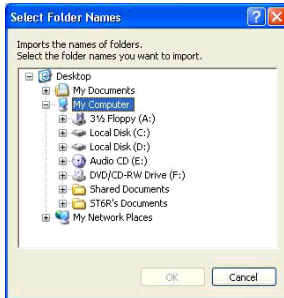 Select Folder Names
Imports the names of folders.
Select the folder names you want to import.
Desktop
My Documents
My Computer
3½ Floppy (A:)
Local Disk (C:)
Local Disk (D:)
Audio CD (E:)
DVD/CD-RW Drive (F:)
Shared Documents
ST6R's Documents
My Network Places
OK
Cancel